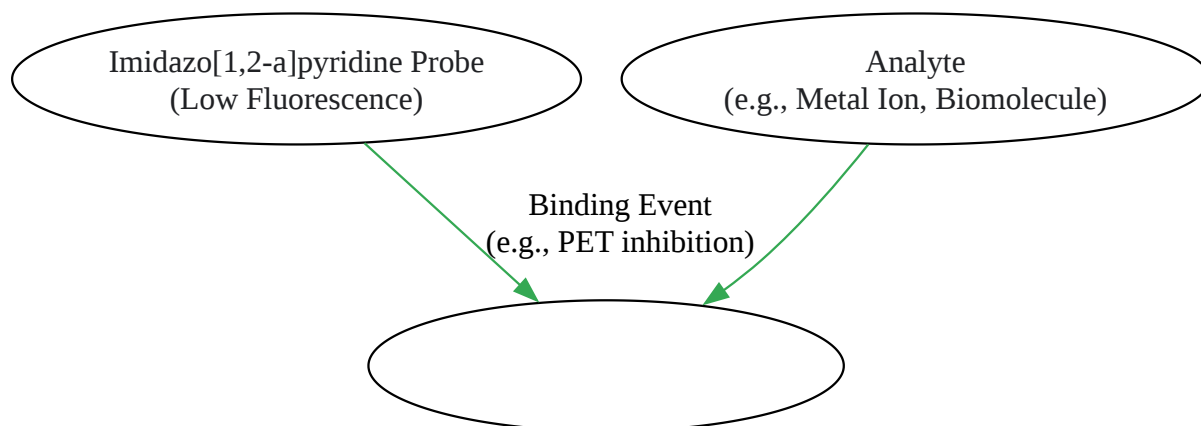 Imidazo[1,2-a]pyridine Probe
(Low Fluorescence)
Analyte
(e.g., Metal Ion, Biomolecule)
Binding Event
(e.g., PET inhibition)